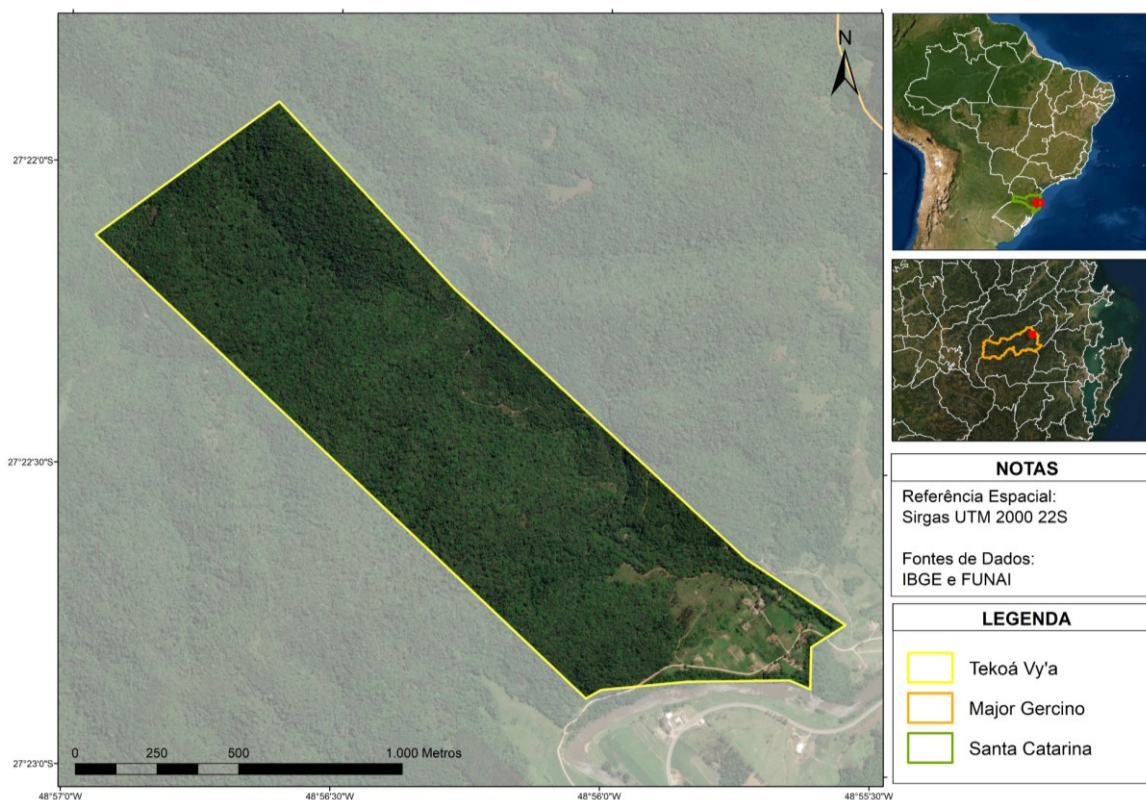 N
27°22'0"S
27°22'30"S
27°23'0"S
0 250 500 1.000 Metros
48°57'0"W 48°56'30"W 48°56'0"W 48°55'30"W
NOTAS
Referência Espacial:
Sirgas UTM 2000 22S
Fontes de Dados:
IBGE e FUNAI
LEGENDA
Tekoá Vy'a
Major Gercino
Santa Catarina